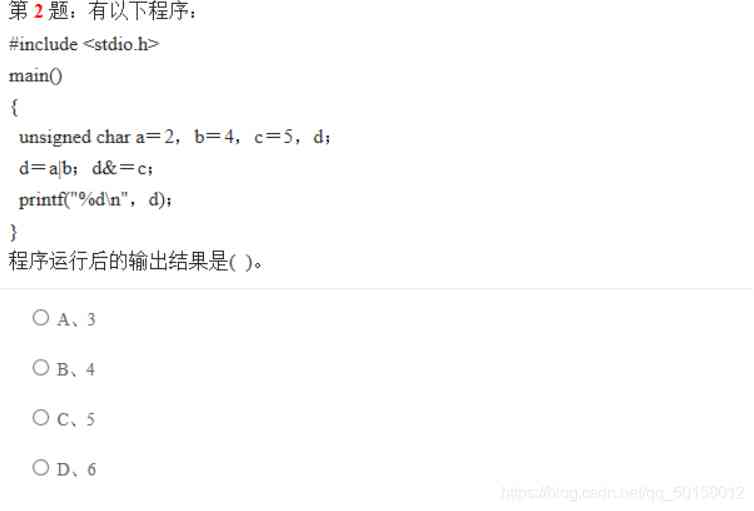 第 2 题：有以下程序：
#include <stdio.h>
main()
{
unsigned char a＝2，b＝4，c＝5，d；
d＝a|b；d&＝c；
printf("%d\n"，d)；
}
程序运行后的输出结果是( )。
A、3
B、4
C、5
D、6
https://blog.csdn.net/qq_50150012